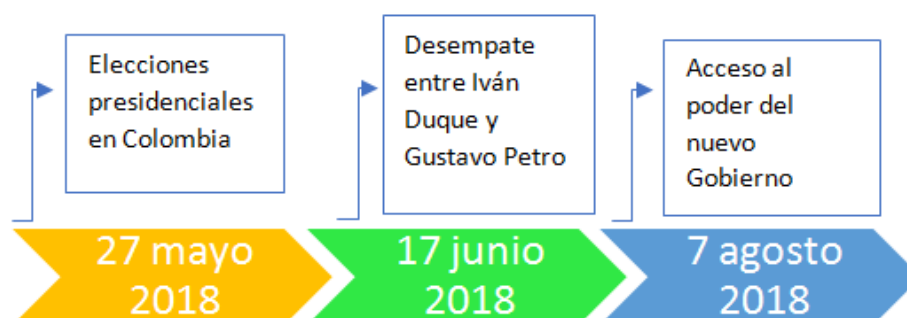 Elecciones
presidenciales
en Colombia
Desempate
entre Iván
Duque y
Gustavo Petro
Acceso al
poder del
nuevo
Gobierno
27 mayo
2018
17 junio
2018
7 agosto
2018